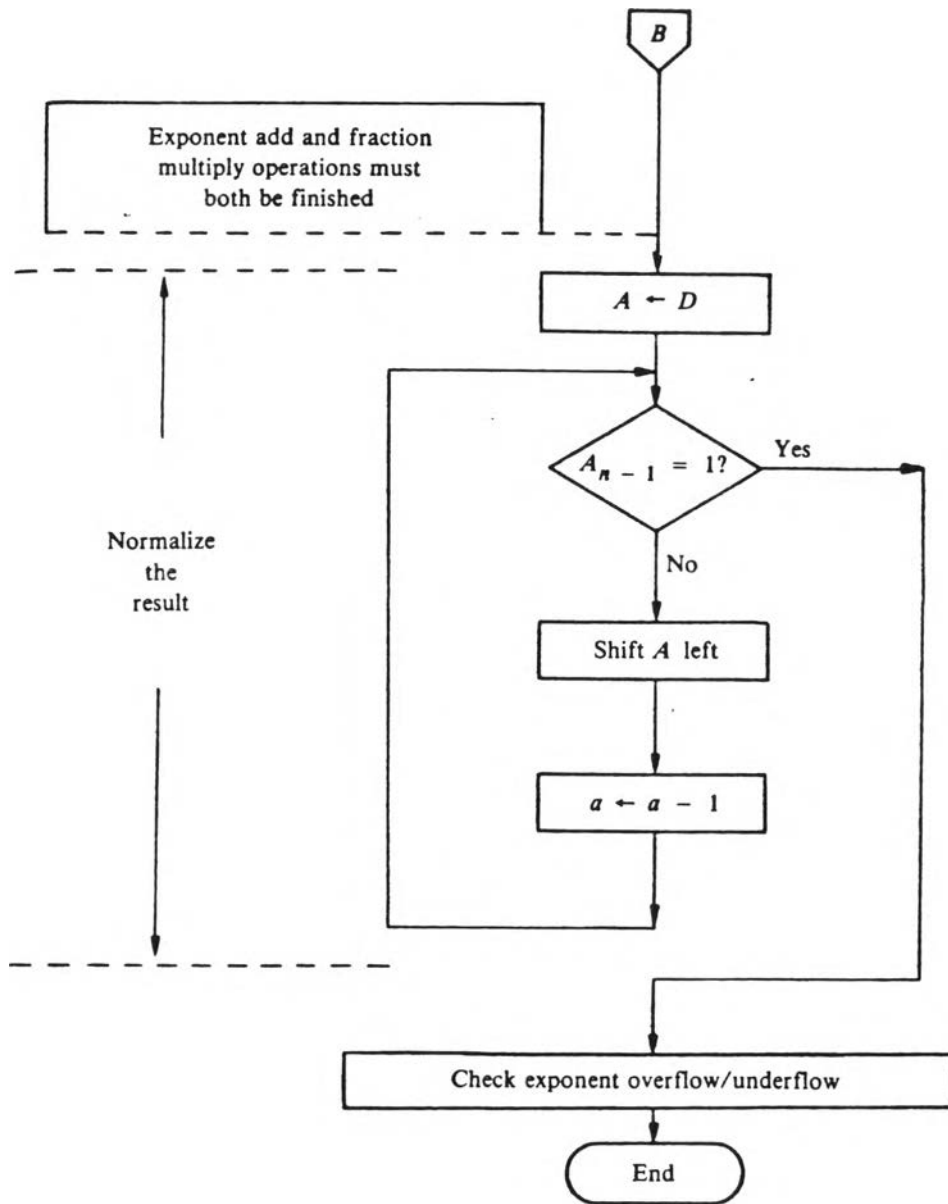 B
Exponent add and fraction
multiply operations must
both be finished
A ← D
A_{n - 1} = 1?
Yes
No
Normalize
the
result
Shift A left
a ← a - 1
Check exponent overflow/underflow
End